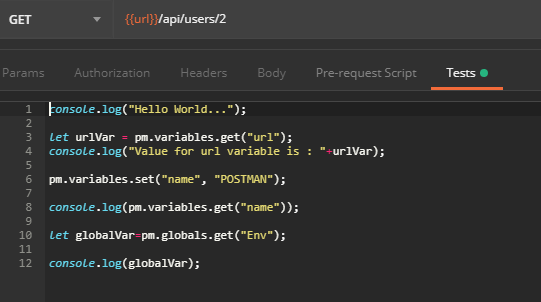 GET {{url}}/api/users/2
Params Authorization Headers Body Pre-request Script Tests
1 console.log("Hello World...");
2
3 let urlVar = pm.variables.get("url");
4 console.log("Value for url variable is : "+urlVar);
5
6 pm.variables.set("name", "POSTMAN");
7
8 console.log(pm.variables.get("name"));
9
10 let globalVar=pm.globals.get("Env");
11
12 console.log(globalVar);